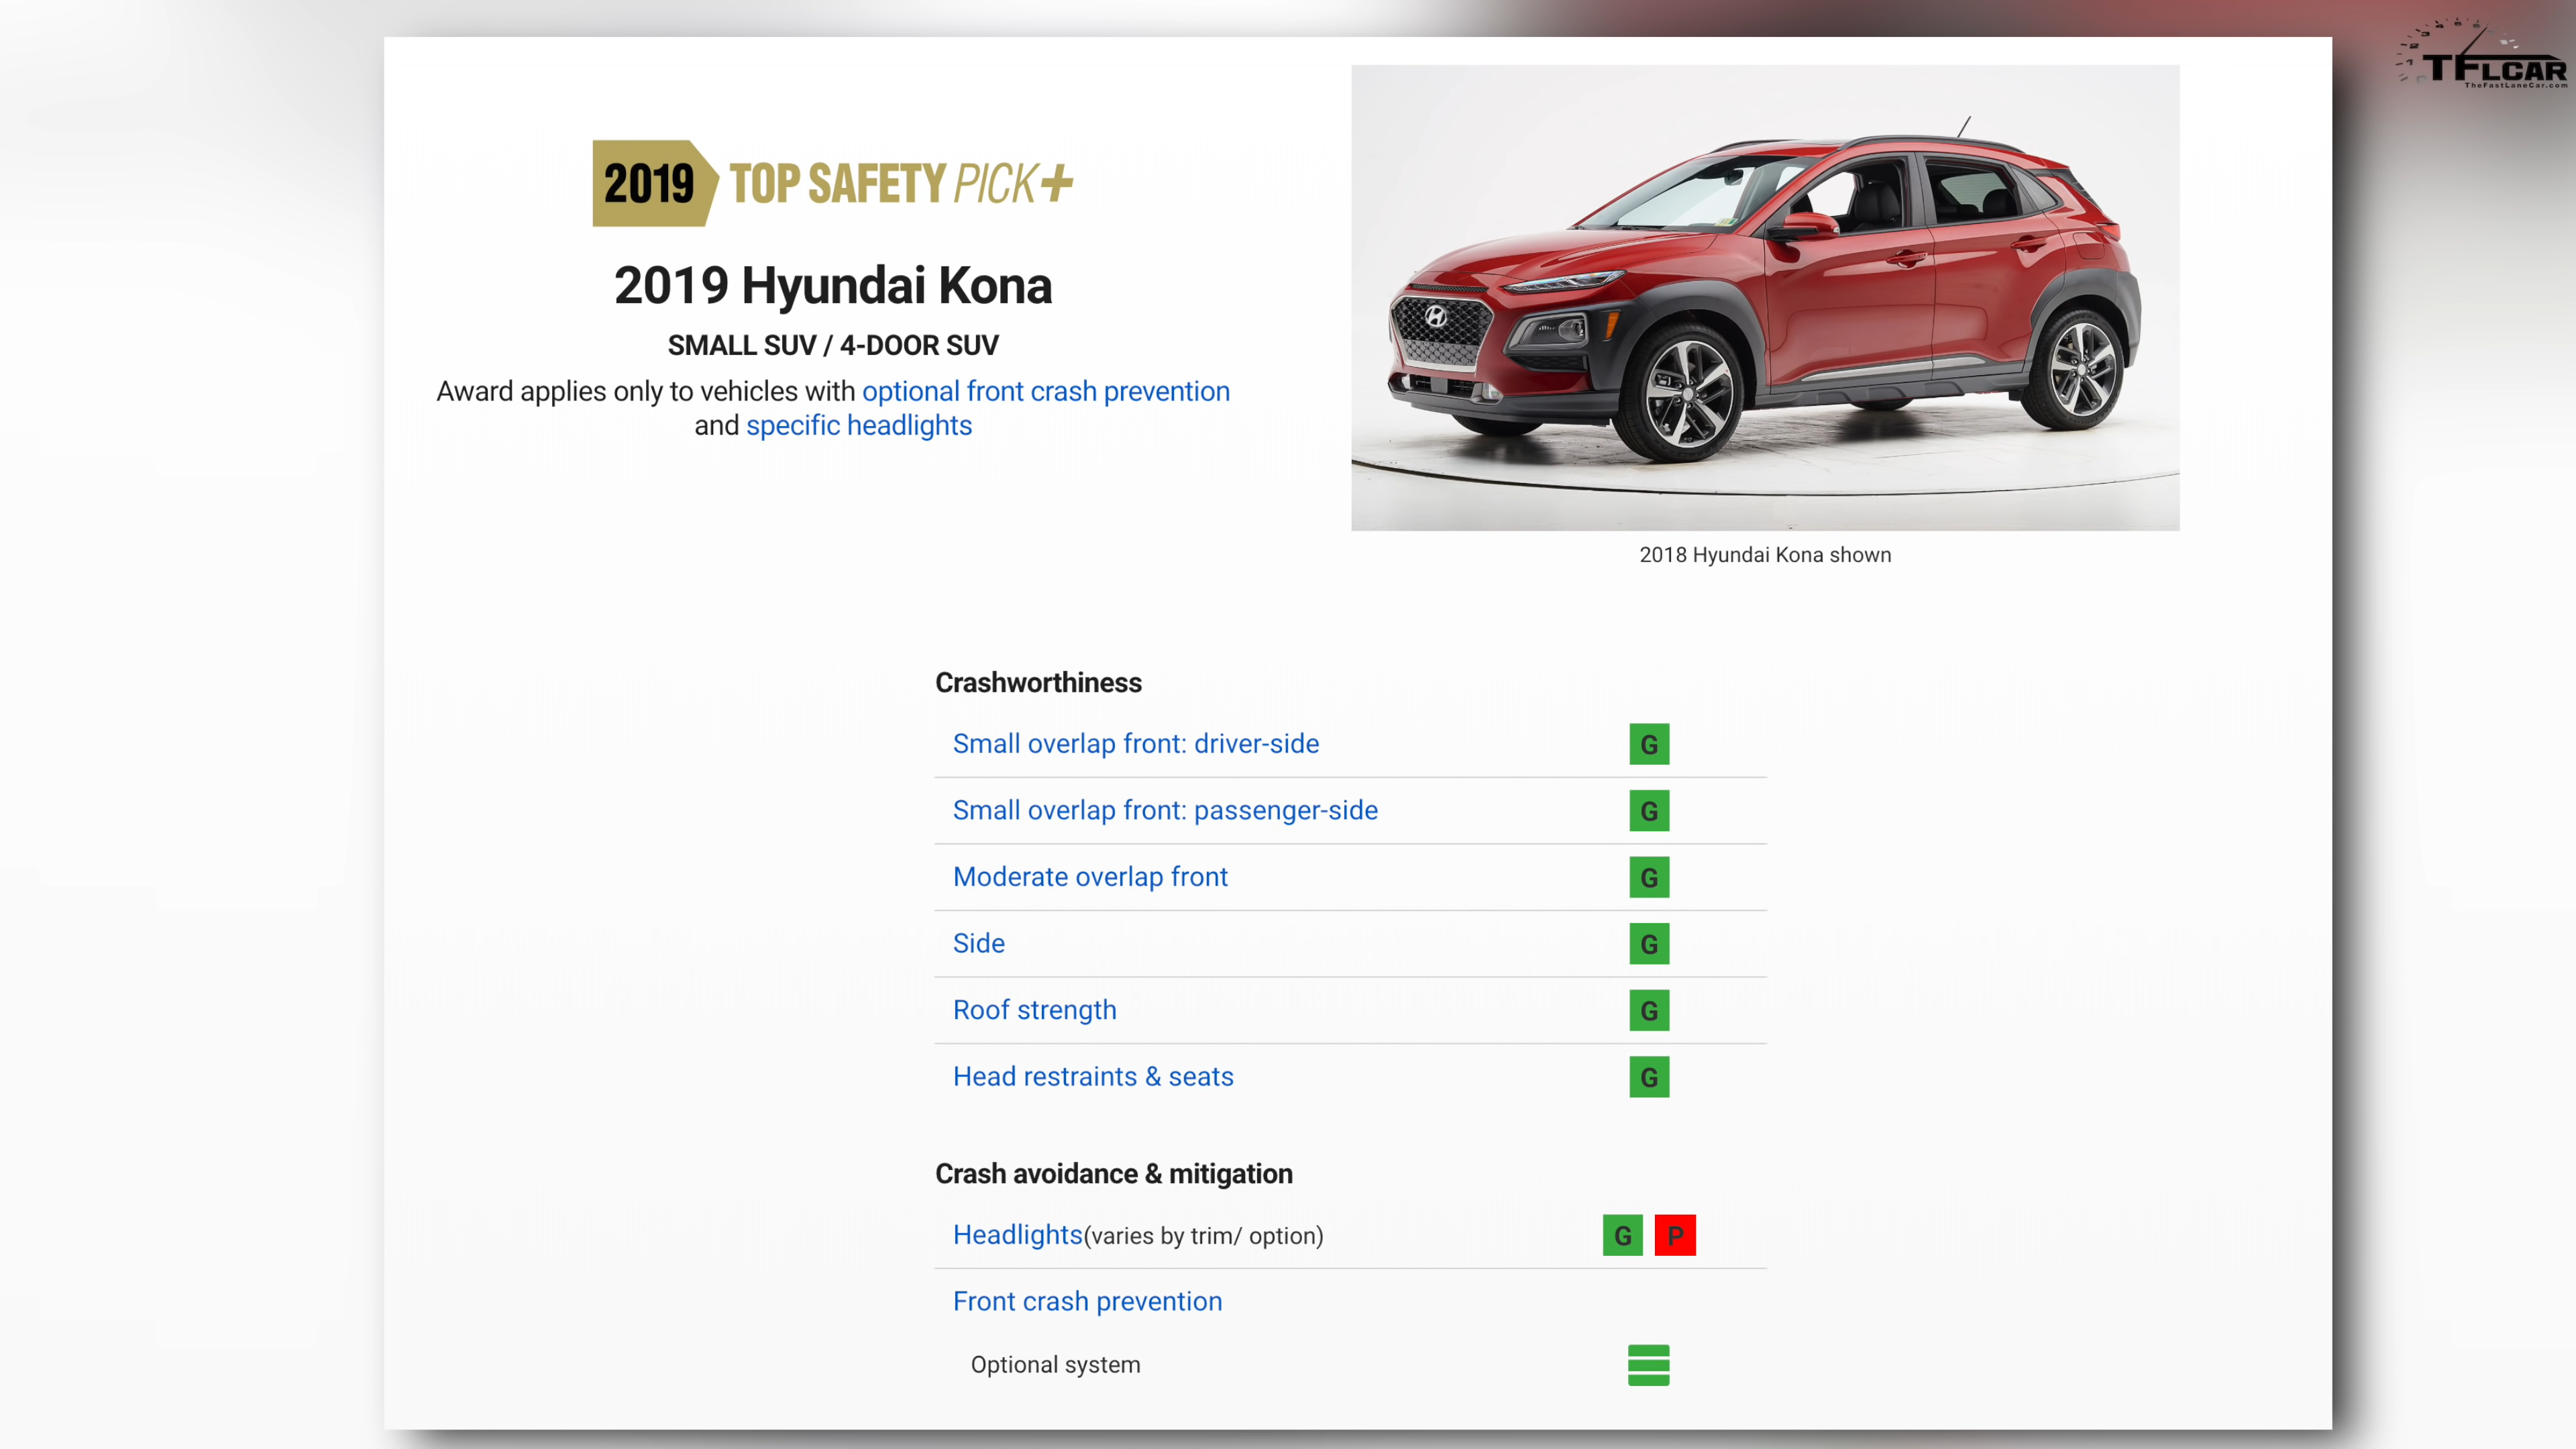 TFLCAR
TheFastLaneCar.com
2019 TOP SAFETY PICK+
2019 Hyundai Kona
SMALL SUV / 4-DOOR SUV
Award applies only to vehicles with optional front crash prevention
and specific headlights
2018 Hyundai Kona shown
Crashworthiness
Small overlap front: driver-side G
Small overlap front: passenger-side G
Moderate overlap front G
Side G
Roof strength G
Head restraints & seats G
Crash avoidance & mitigation
Headlights(varies by trim/ option) G P
Front crash prevention
Optional system